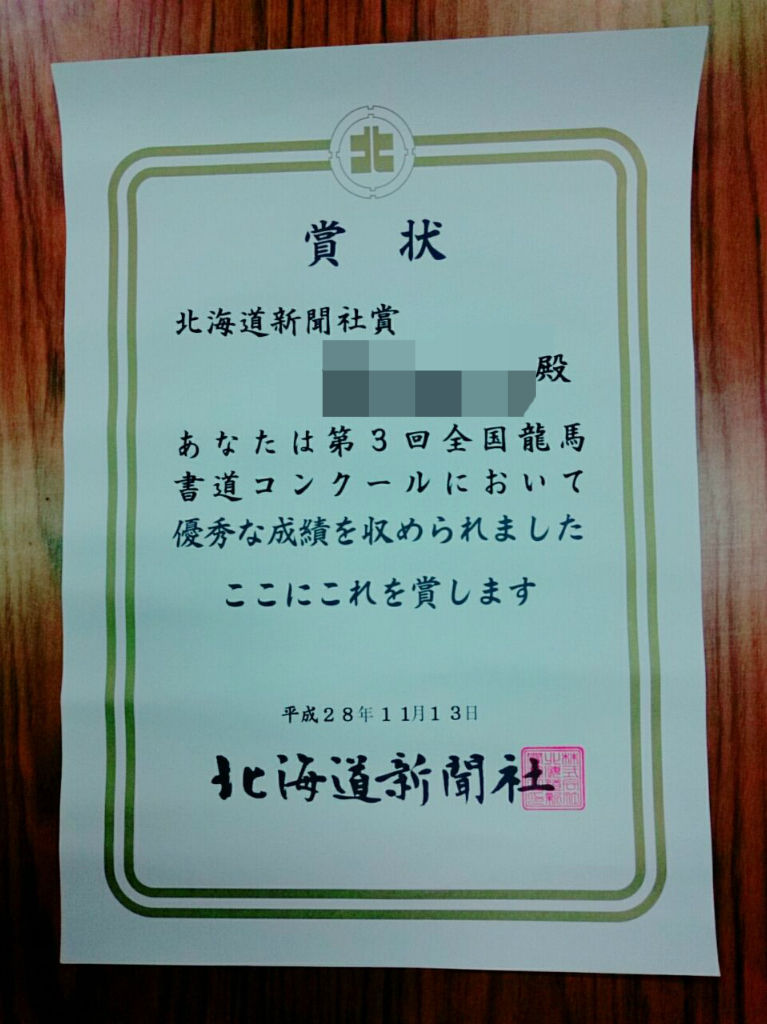 北
賞 状
北海道新聞社賞
殿
あなたは第３回全国龍馬
書道コンクールにおいて
優秀な成績を収められました
ここにこれを賞します
平成２８年１１月１３日
北海道新聞社